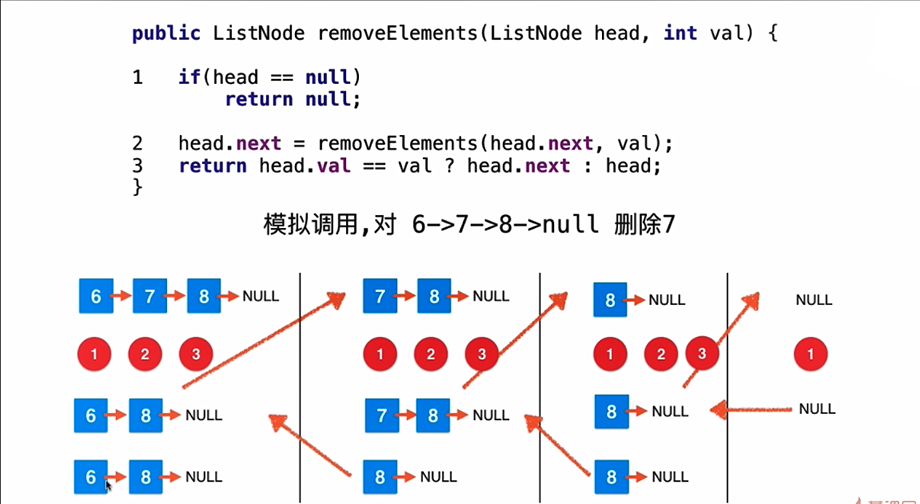 public ListNode removeElements(ListNode head, int val) {
1 if(head == null)
return null;
2 head.next = removeElements(head.next, val);
3 return head.val == val ? head.next : head;
}
模拟调用,对 6->7->8->null 删除7
6 7 8 NULL
7 8 NULL
8 NULL
NULL
1 2 3
1 2 3
1 2 3
1
6 8 NULL
7 8 NULL
8 NULL
NULL
6 8 NULL
8 NULL
8 NULL